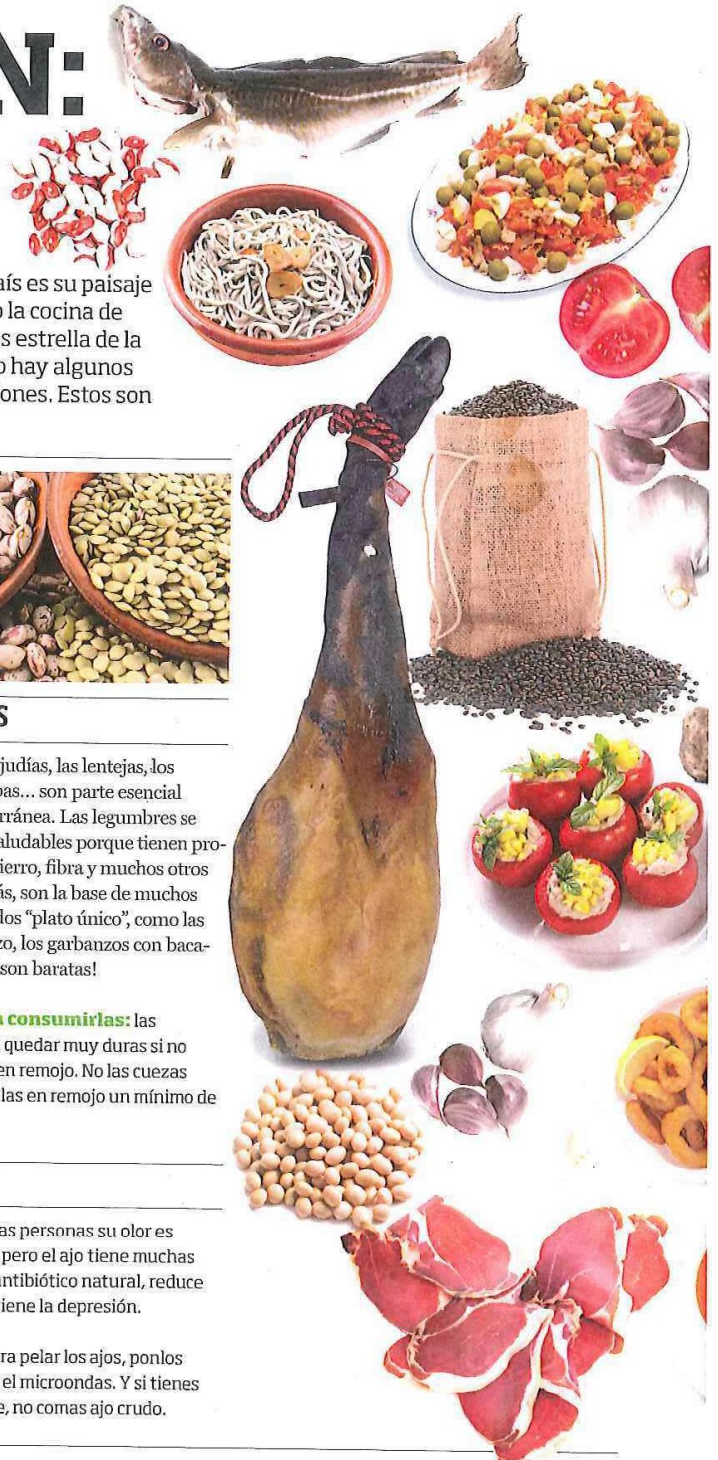 N:
aís es su paisaje
o la cocina de
s estrella de la
o hay algunos
ones. Estos son
S
judías, las lentejas, los
bas... son parte esencial
rránea. Las legumbres se
aludables porque tienen pro-
ierro, fibra y muchos otros
ás, son la base de muchos
los "plato único", como las
zo, los garbanzos con baca-
son baratas!
a consumirlas: las
n quedar muy duras si no
en remojo. No las cuezas
las en remojo un mínimo de
as personas su olor es
pero el ajo tiene muchas
antibiótico natural, reduce
iene la depresión.
ra pelar los ajos, ponlos
el microondas. Y si tienes
e, no comas ajo crudo.